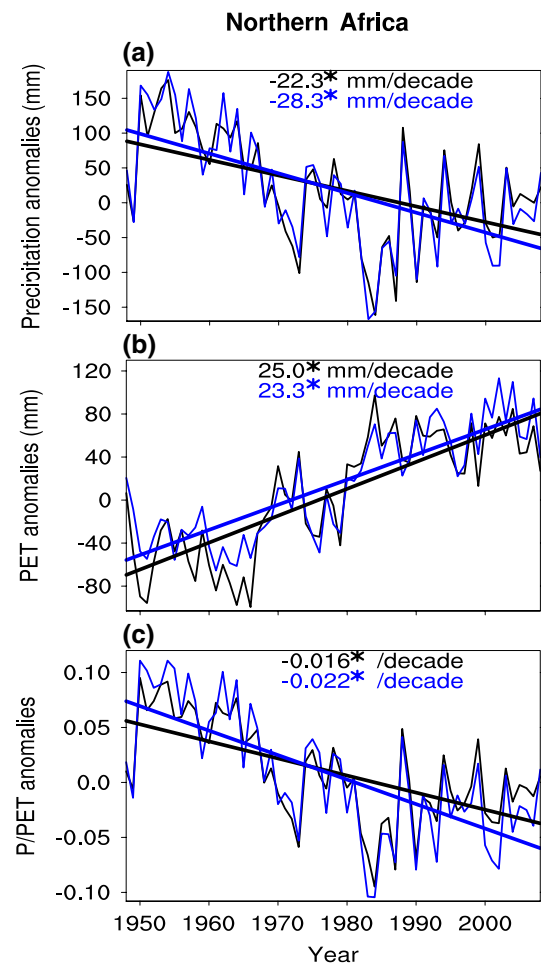 Northern Africa
(a)
-22.3* mm/decade
-28.3* mm/decade
Precipitation anomalies (mm)
150
100
50
0
-50
-100
-150
(b)
25.0* mm/decade
23.3* mm/decade
PET anomalies (mm)
120
80
40
0
-40
-80
(c)
-0.016* /decade
-0.022* /decade
P/PET anomalies
0.10
0.05
0.0
-0.05
-0.10
1950 1960 1970 1980 1990 2000
Year